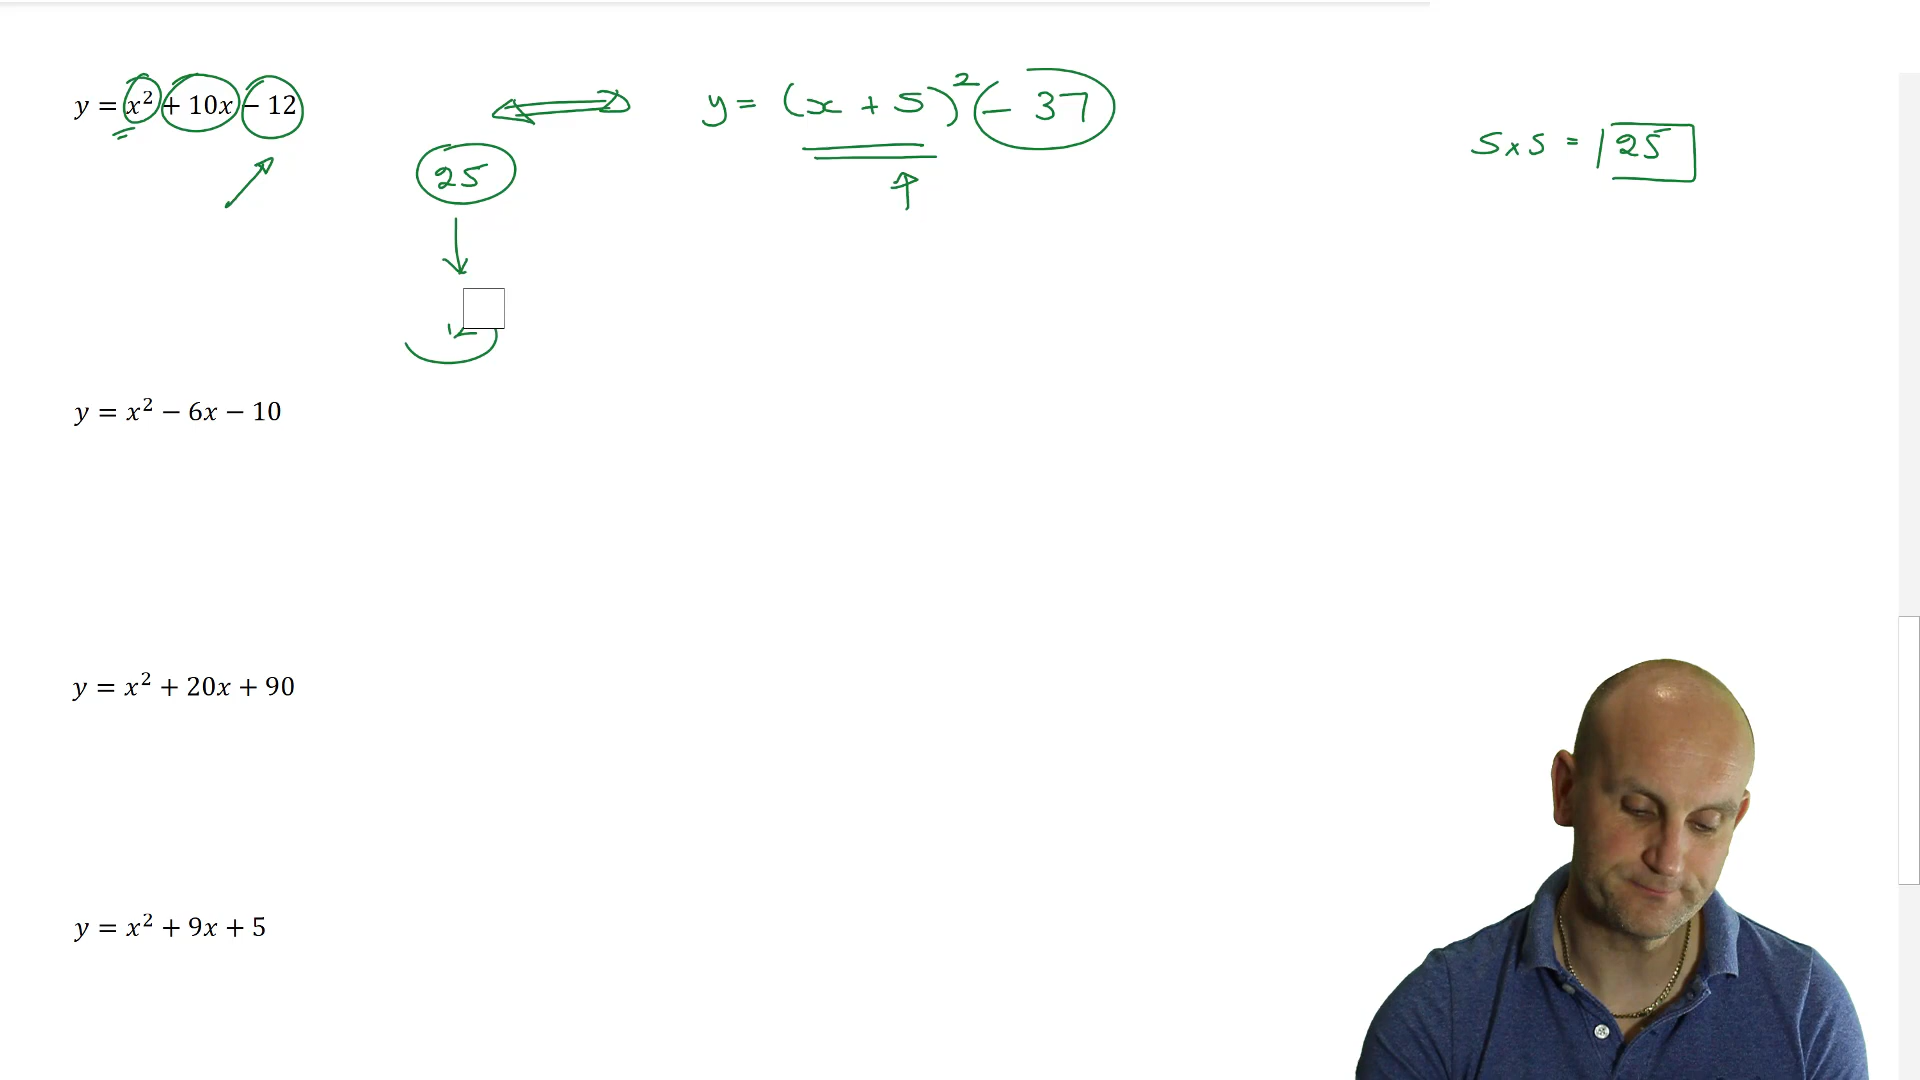 y = x² + 10x − 12
y = (x + 5)² − 37
5 x 5 = 25
25
y = x² − 6x − 10
y = x² + 20x + 90
y = x² + 9x + 5